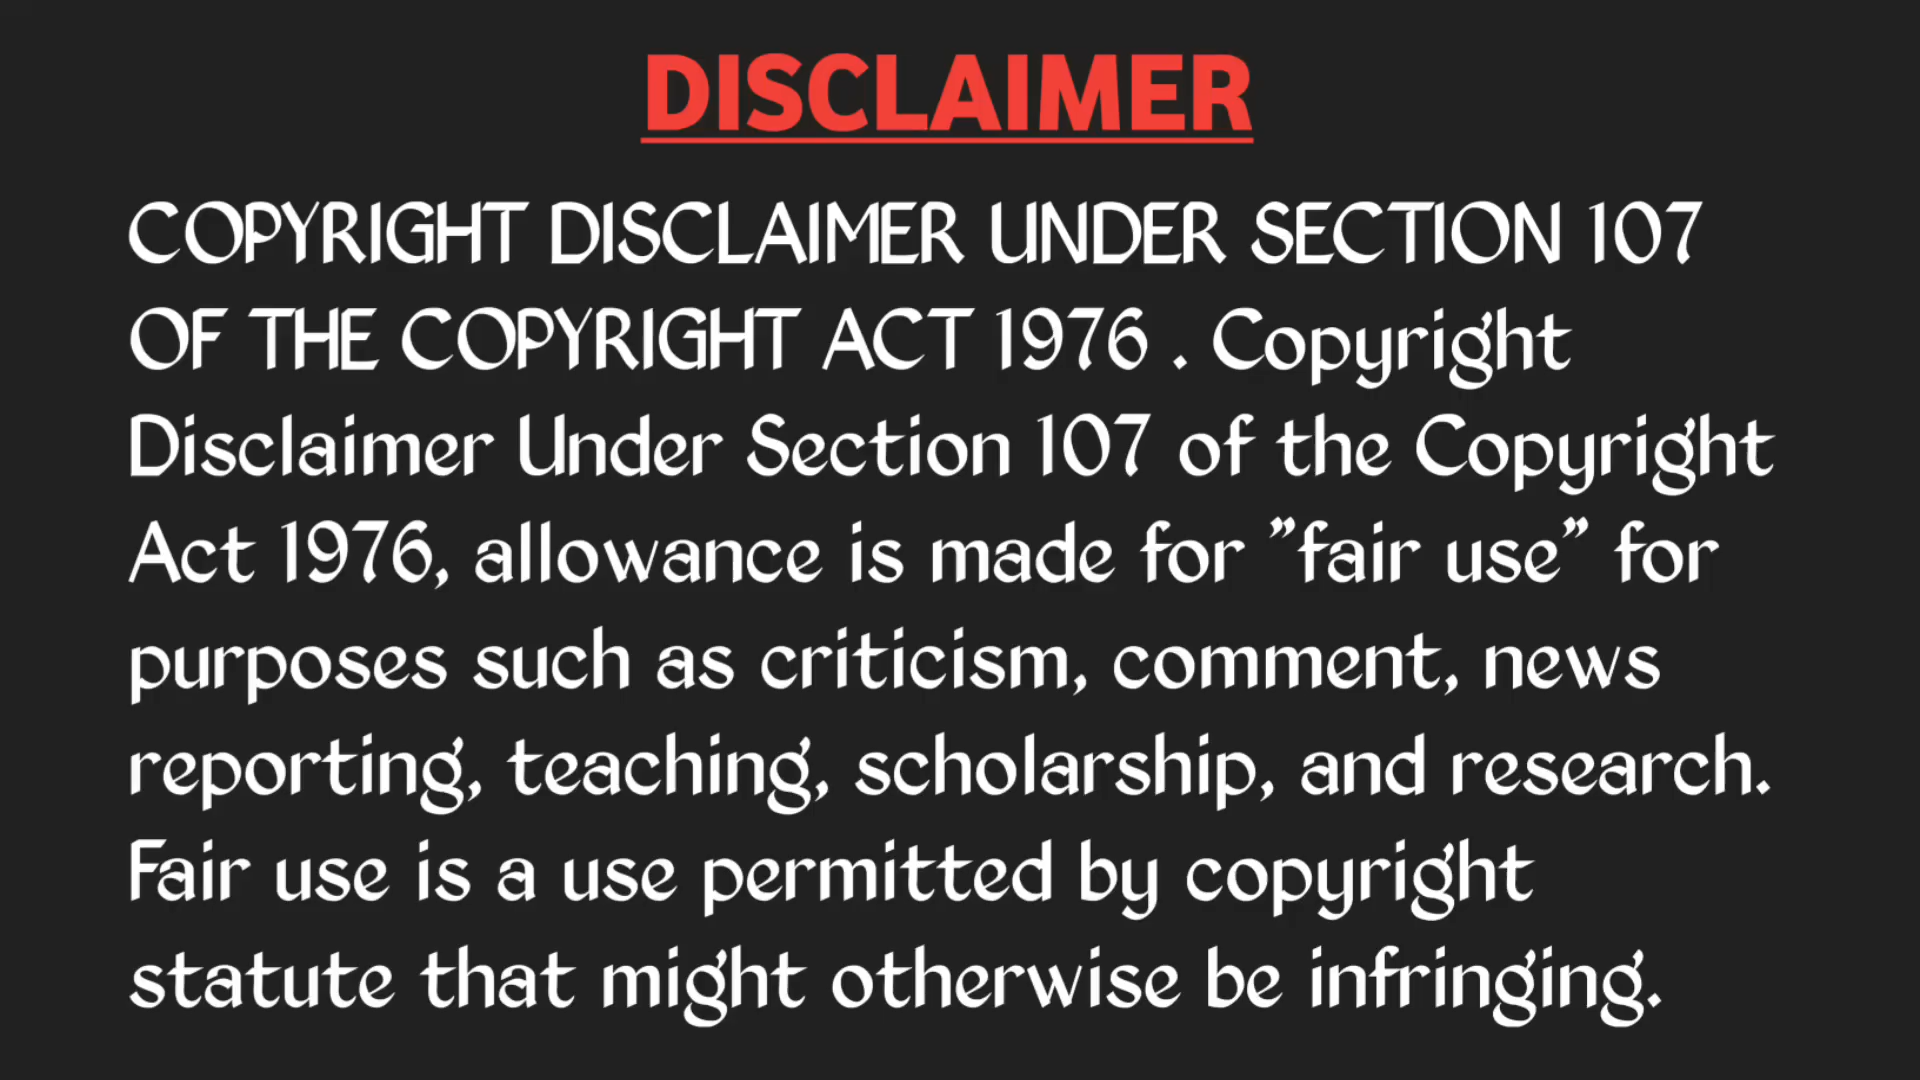 DISCLAIMER
COPYRIGHT DISCLAIMER UNDER SECTION 107
OF THE COPYRIGHT ACT 1976 . Copyright
Disclaimer Under Section 107 of the Copyright
Act 1976, allowance is made for ”fair use” for
purposes such as criticism, comment, news
reporting, teaching, scholarship, and research.
Fair use is a use permitted by copyright
statute that might otherwise be infringing.